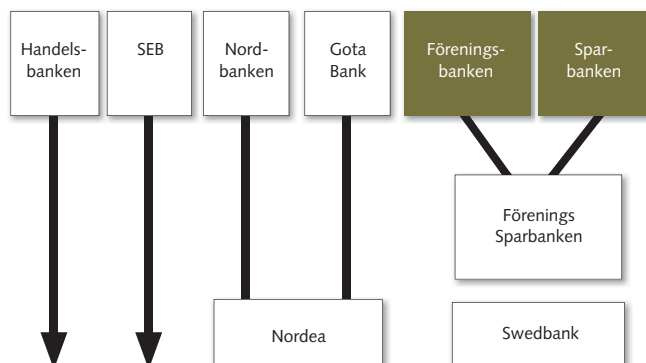 Handels-
banken
SEB
Nord-
banken
Gota
Bank
Förenings-
banken
Spar-
banken
Förenings
Sparbanken
Nordea
Swedbank